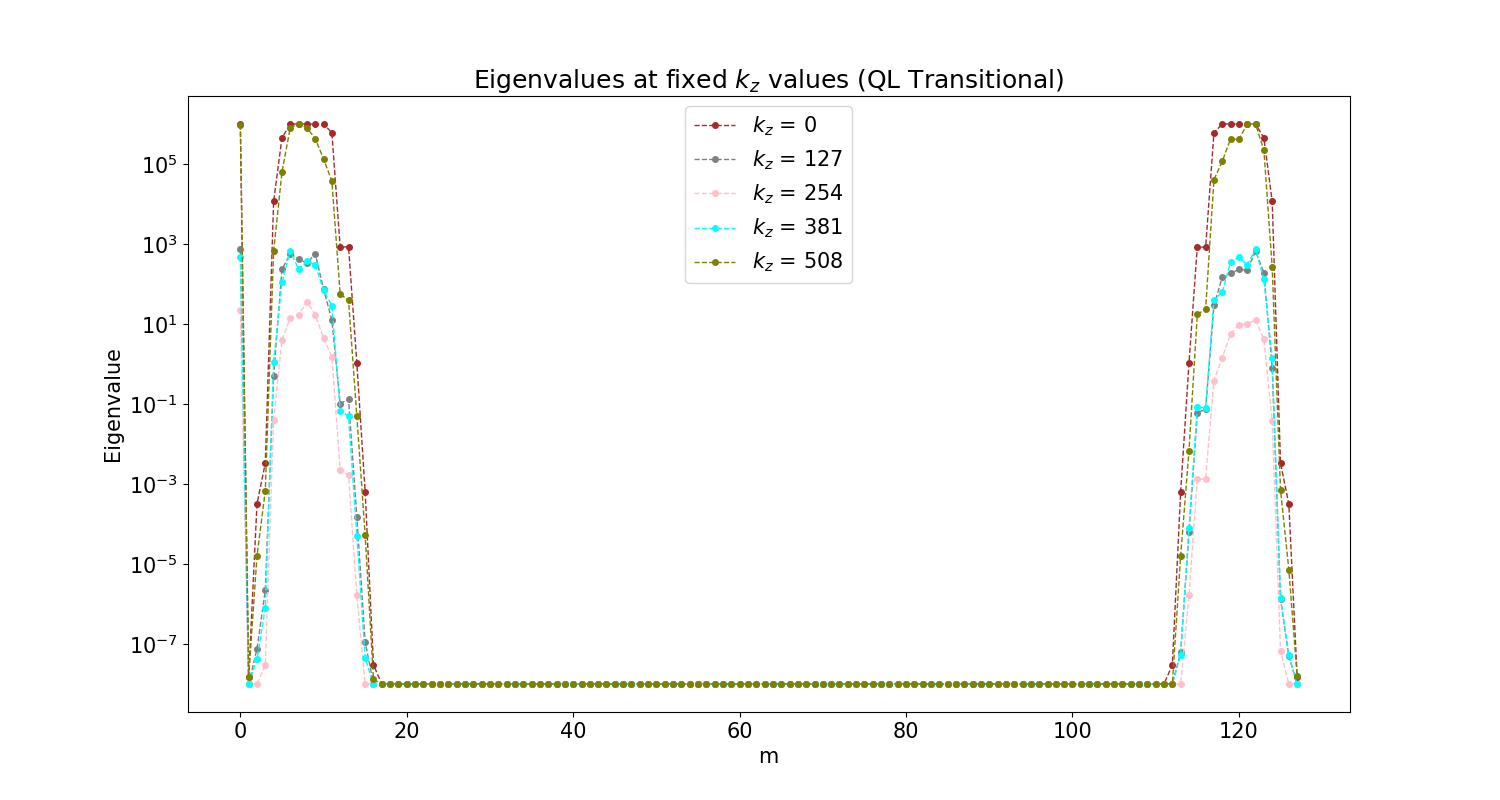 Eigenvalues at fixed $k_z$ values (QL Transitional)
$k_z$ = 0
$k_z$ = 127
$k_z$ = 254
$k_z$ = 381
$k_z$ = 508
Eigenvalue
$10^5$
$10^3$
$10^1$
$10^{-1}$
$10^{-3}$
$10^{-5}$
$10^{-7}$
0 20 40 60 80 100 120
m